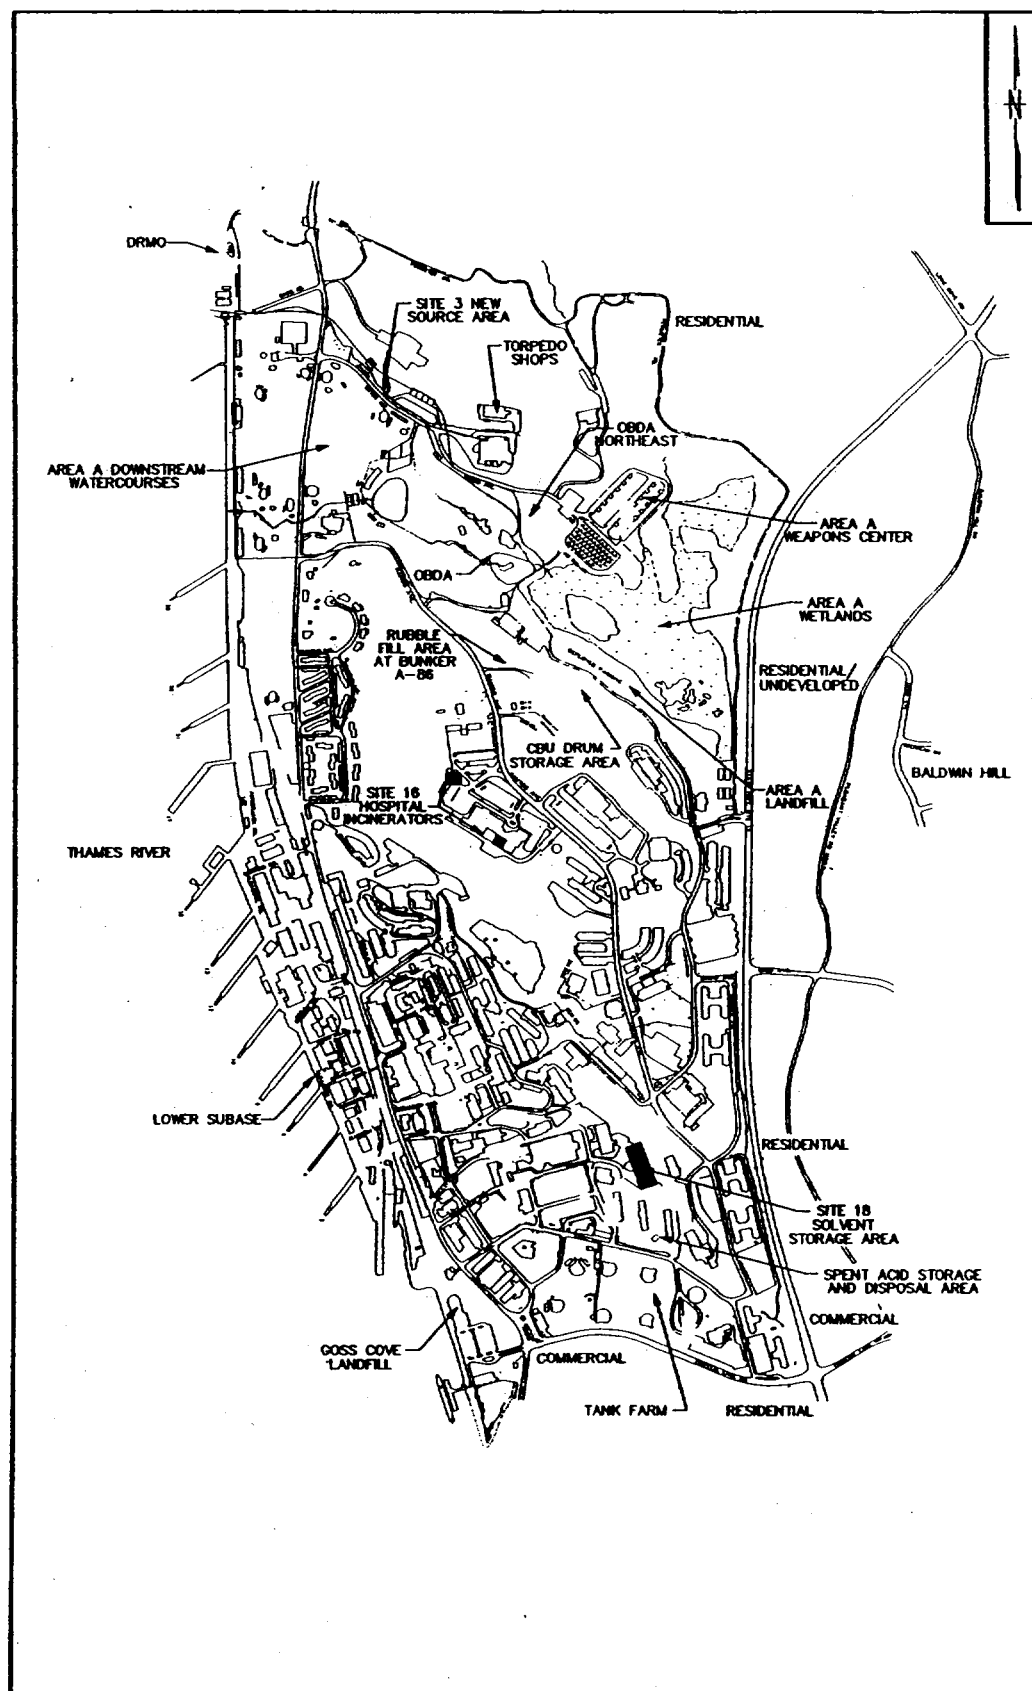 N
DRMO
SITE 3 NEW
SOURCE AREA
RESIDENTIAL
TORPEDO
SHOPS
OBDA
NORTHEAST
AREA A DOWNSTREAM
WATERCOURSES
AREA A
WEAPONS CENTER
OBDA
AREA A
WETLANDS
RUBBLE
FILL AREA
AT BUNKER
A-86
RESIDENTIAL
UNDEVELOPED
CBU DRUM
STORAGE AREA
BALDWIN HILL
AREA A
LANDFILL
SITE 16
HOSPITAL
INCINERATORS
THAMES RIVER
LOWER SUBASE
RESIDENTIAL
SITE 18
SOLVENT
STORAGE AREA
SPENT ACID STORAGE
AND DISPOSAL AREA
COMMERCIAL
GOSS COVE
LANDFILL
COMMERCIAL
TANK FARM
RESIDENTIAL